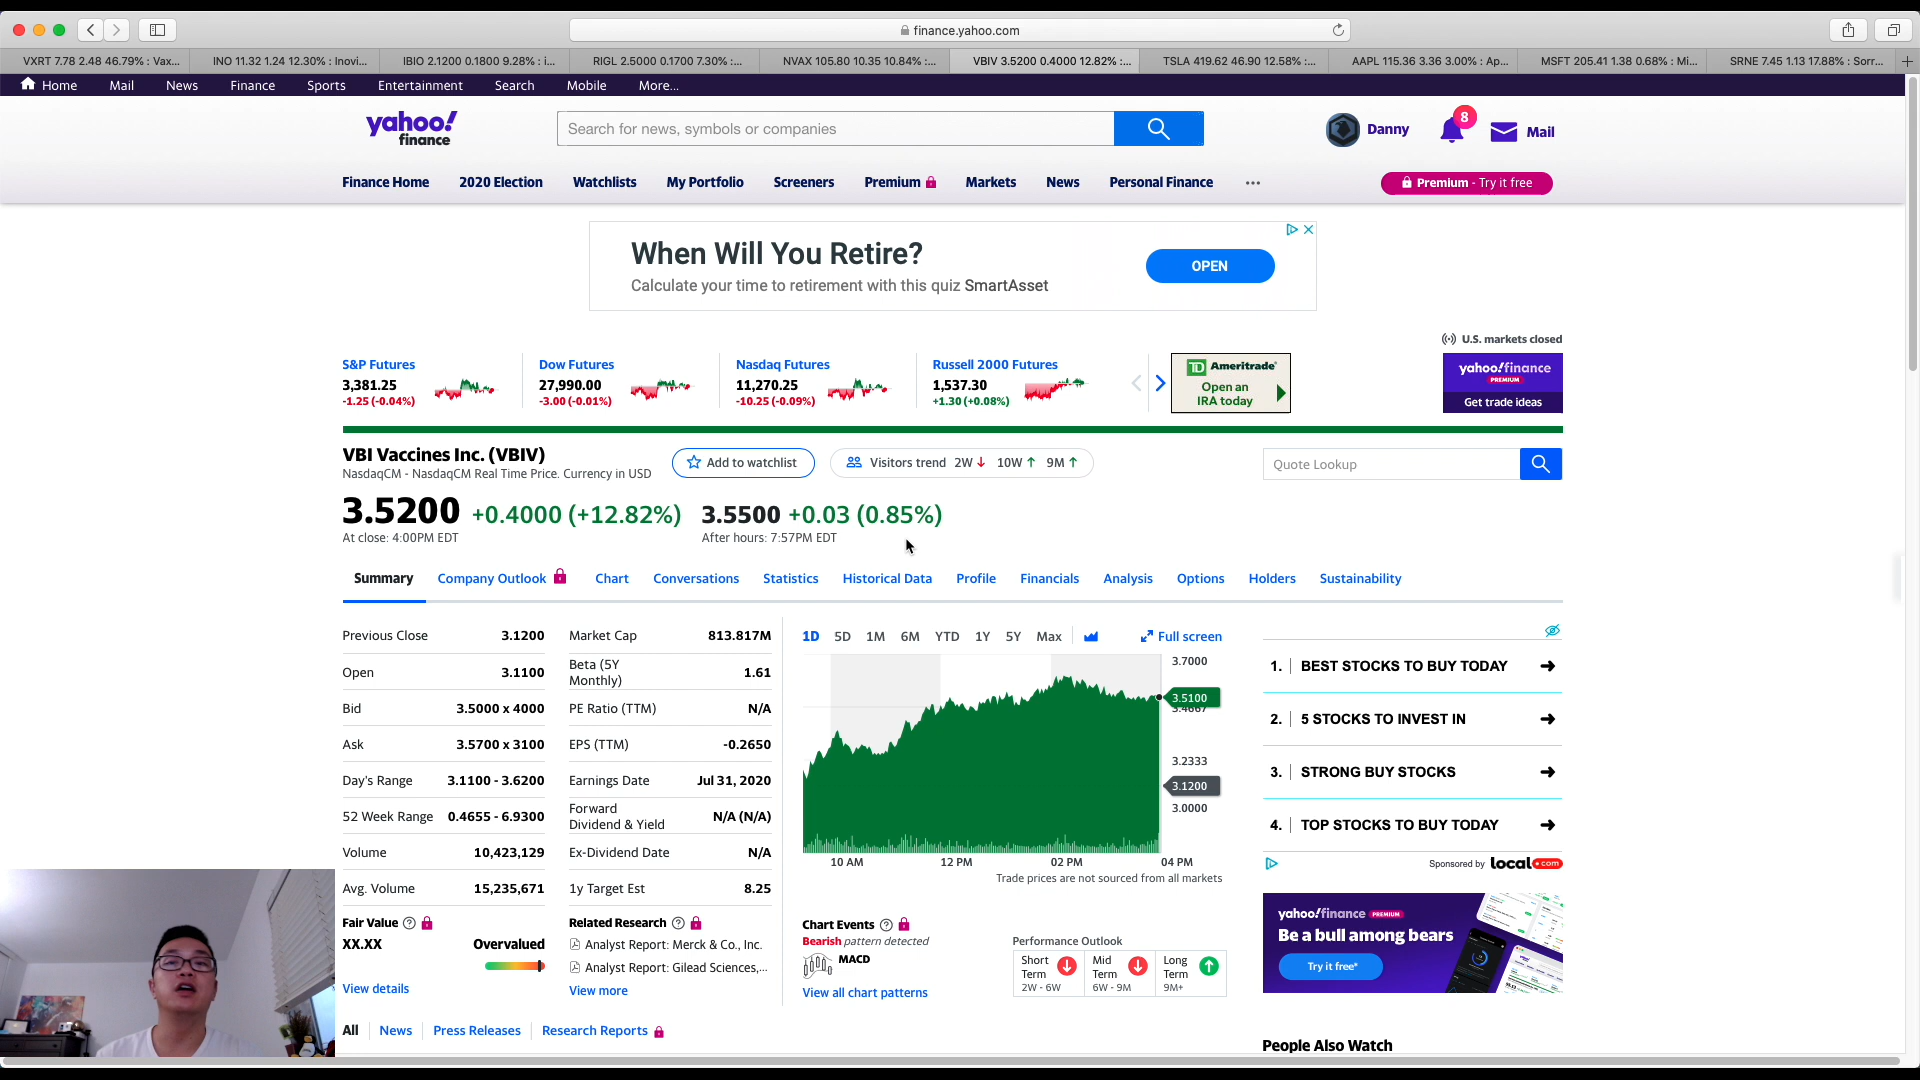 finance.yahoo.com
VXRT 7.78 2.48 46.79% : Vax...
INO 11.32 1.24 12.30% : Inovi...
IBIO 2.1200 0.1800 9.28% : i...
RIGL 2.5000 0.1700 7.30% :...
NVAX 105.80 10.35 10.84% :...
VBIV 3.5200 0.4000 12.82% :...
TSLA 419.62 46.90 12.58% :...
AAPL 115.36 3.36 3.00% : Ap...
MSFT 205.41 1.38 0.68% : Mi...
SRNE 7.45 1.13 17.88% : Sorr...
Home Mail News Finance Sports Entertainment Search Mobile More...
yahoo!
finance
Search for news, symbols or companies
Danny
8
Mail
Finance Home 2020 Election Watchlists My Portfolio Screeners Premium Markets News Personal Finance ...
Premium - Try it free
When Will You Retire?
Calculate your time to retirement with this quiz SmartAsset
OPEN
U.S. markets closed
S&P Futures
3,381.25
-1.25 (-0.04%)
Dow Futures
27,990.00
-3.00 (-0.01%)
Nasdaq Futures
11,270.25
-10.25 (-0.09%)
Russell 2000 Futures
1,537.30
+1.30 (+0.08%)
TD Ameritrade
Open an
IRA today
yahoo!finance
PREMIUM
Get trade ideas
VBI Vaccines Inc. (VBIV)
NasdaqCM - NasdaqCM Real Time Price. Currency in USD
Add to watchlist
Visitors trend 2W 10W 9M
Quote Lookup
3.5200 +0.4000 (+12.82%)
At close: 4:00PM EDT
3.5500 +0.03 (0.85%)
After hours: 7:57PM EDT
Summary Company Outlook Chart Conversations Statistics Historical Data Profile Financials Analysis Options Holders Sustainability
Previous Close 3.1200
Open 3.1100
Bid 3.5000 x 4000
Ask 3.5700 x 3100
Day's Range 3.1100 - 3.6200
52 Week Range 0.4655 - 6.9300
Volume 10,423,129
Avg. Volume 15,235,671
Market Cap 813.817M
Beta (5Y
Monthly) 1.61
PE Ratio (TTM) N/A
EPS (TTM) -0.2650
Earnings Date Jul 31, 2020
Forward
Dividend & Yield N/A (N/A)
Ex-Dividend Date N/A
1y Target Est 8.25
1D 5D 1M 6M YTD 1Y 5Y Max
Full screen
3.7000
3.5100
3.4667
3.2333
3.1200
3.0000
10 AM 12 PM 02 PM 04 PM
Trade prices are not sourced from all markets
1. BEST STOCKS TO BUY TODAY
2. 5 STOCKS TO INVEST IN
3. STRONG BUY STOCKS
4. TOP STOCKS TO BUY TODAY
Sponsored by local.com
Fair Value
XX.XX Overvalued
View details
Related Research
Analyst Report: Merck & Co., Inc.
Analyst Report: Gilead Sciences,...
View more
Chart Events
Bearish pattern detected
MACD
View all chart patterns
Performance Outlook
Short
Term
2W - 6W
Mid
Term
6W - 9M
Long
Term
9M+
yahoo!finance PREMIUM
Be a bull among bears
Try it free*
All News Press Releases Research Reports
People Also Watch